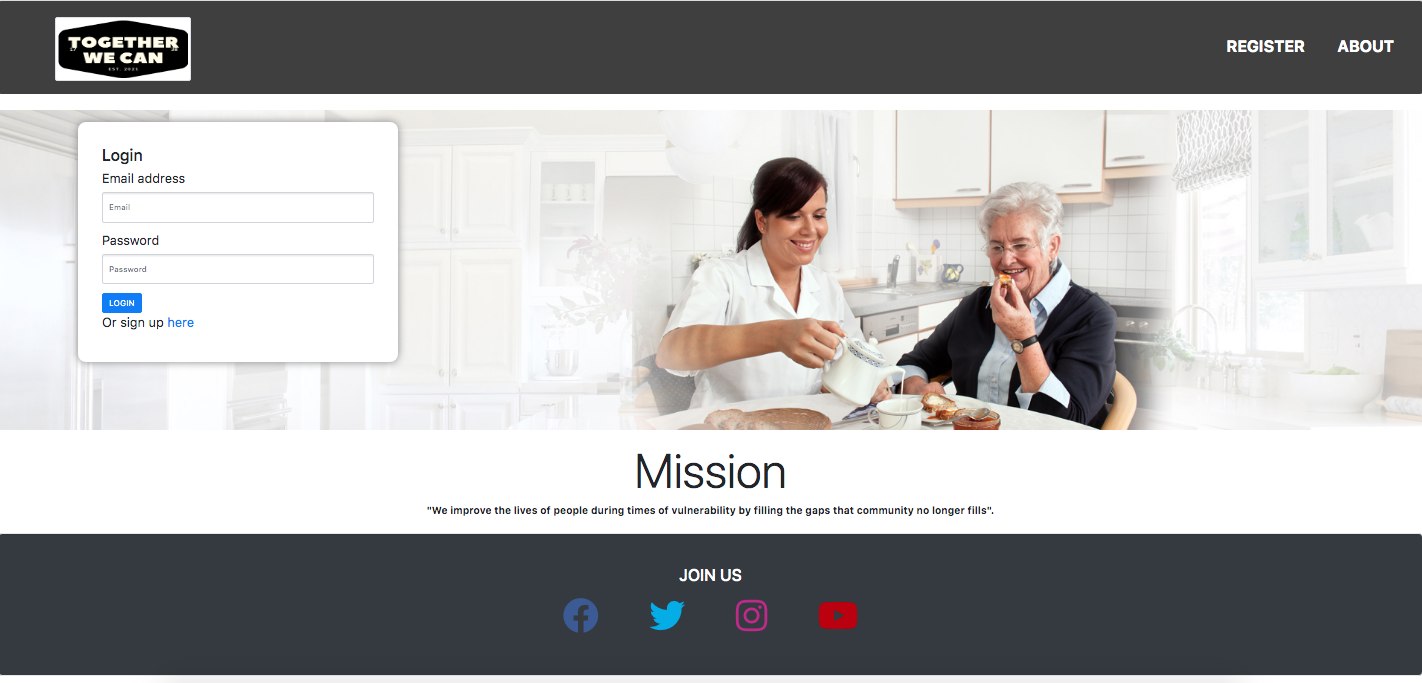 TOGETHER
WE CAN
EST. 2021
REGISTER
ABOUT
Login
Email address
Email
Password
Password
LOGIN
Or sign up here
Mission
"We improve the lives of people during times of vulnerability by filling the gaps that community no longer fills".
JOIN US